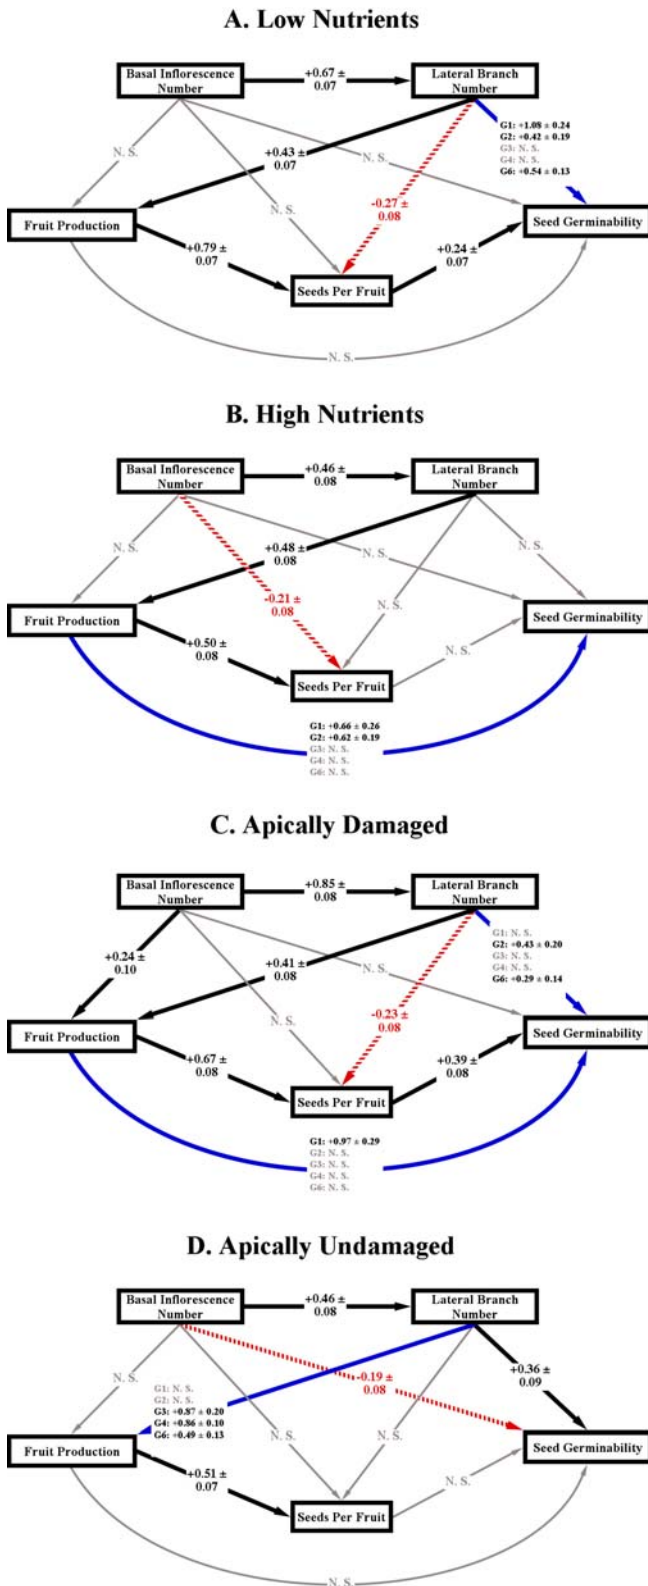 A. Low Nutrients
Basal Inflorescence
Number
+0.67 ±
0.07
Lateral Branch
Number
G1: +1.08 ± 0.24
G2: +0.42 ± 0.19
G3: N. S.
G4: N. S.
G6: +0.54 ± 0.13
N. S.
+0.43 ±
0.07
N. S.
-0.27 ±
0.08
N. S.
Fruit Production
Seed Germinability
+0.79 ±
0.07
+0.24 ±
0.07
Seeds Per Fruit
N. S.
B. High Nutrients
Basal Inflorescence
Number
+0.46 ±
0.08
Lateral Branch
Number
N. S.
+0.48 ±
0.08
N. S.
N. S.
-0.21 ±
0.08
N. S.
Fruit Production
Seed Germinability
+0.50 ±
0.08
N. S.
Seeds Per Fruit
G1: +0.66 ± 0.26
G2: +0.62 ± 0.19
G3: N. S.
G4: N. S.
G6: N. S.
C. Apically Damaged
Basal Inflorescence
Number
+0.85 ±
0.08
Lateral Branch
Number
G1: N. S.
G2: +0.43 ± 0.20
G3: N. S.
G4: N. S.
G6: +0.29 ± 0.14
+0.24 ±
0.10
+0.41 ±
0.08
N. S.
-0.23 ±
0.08
N. S.
Fruit Production
Seed Germinability
+0.67 ±
0.08
+0.39 ±
0.08
Seeds Per Fruit
G1: +0.97 ± 0.29
G2: N. S.
G3: N. S.
G4: N. S.
G6: N. S.
D. Apically Undamaged
Basal Inflorescence
Number
+0.46 ±
0.08
Lateral Branch
Number
N. S.
-0.19 ±
0.08
+0.36 ±
0.09
G1: N. S.
G2: N. S.
G3: +0.87 ± 0.20
G4: +0.86 ± 0.10
G6: +0.49 ± 0.13
N. S.
N. S.
Fruit Production
Seed Germinability
+0.51 ±
0.07
N. S.
Seeds Per Fruit
N. S.